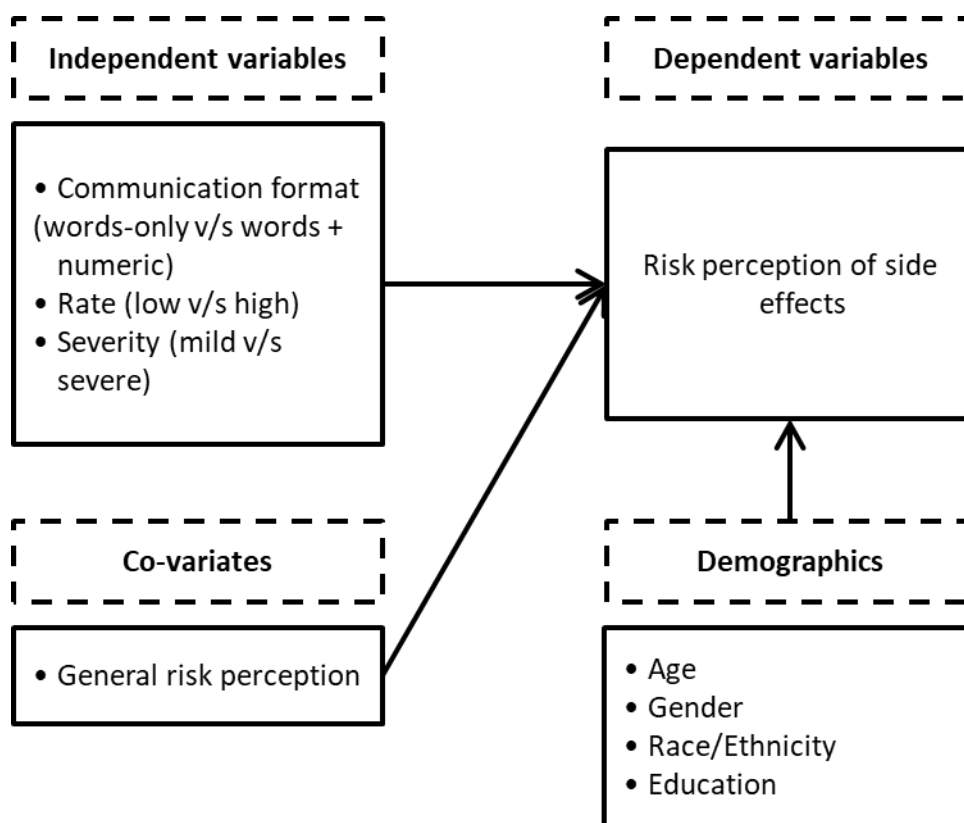 Independent variables
• Communication format
(words-only v/s words +
numeric)
• Rate (low v/s high)
• Severity (mild v/s
severe)
Dependent variables
Risk perception of side
effects
Co-variates
• General risk perception
Demographics
• Age
• Gender
• Race/Ethnicity
• Education